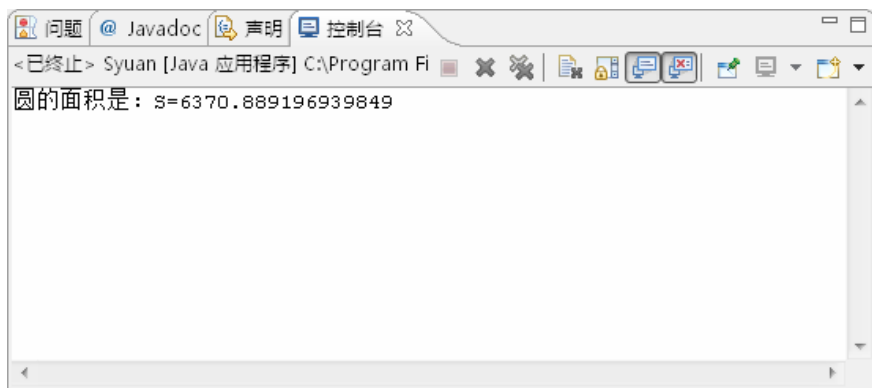 问题 @ Javadoc 声明 控制台
<已终止> Syuan [Java 应用程序] C:\Program Fi
圆的面积是：S=6370.889196939849